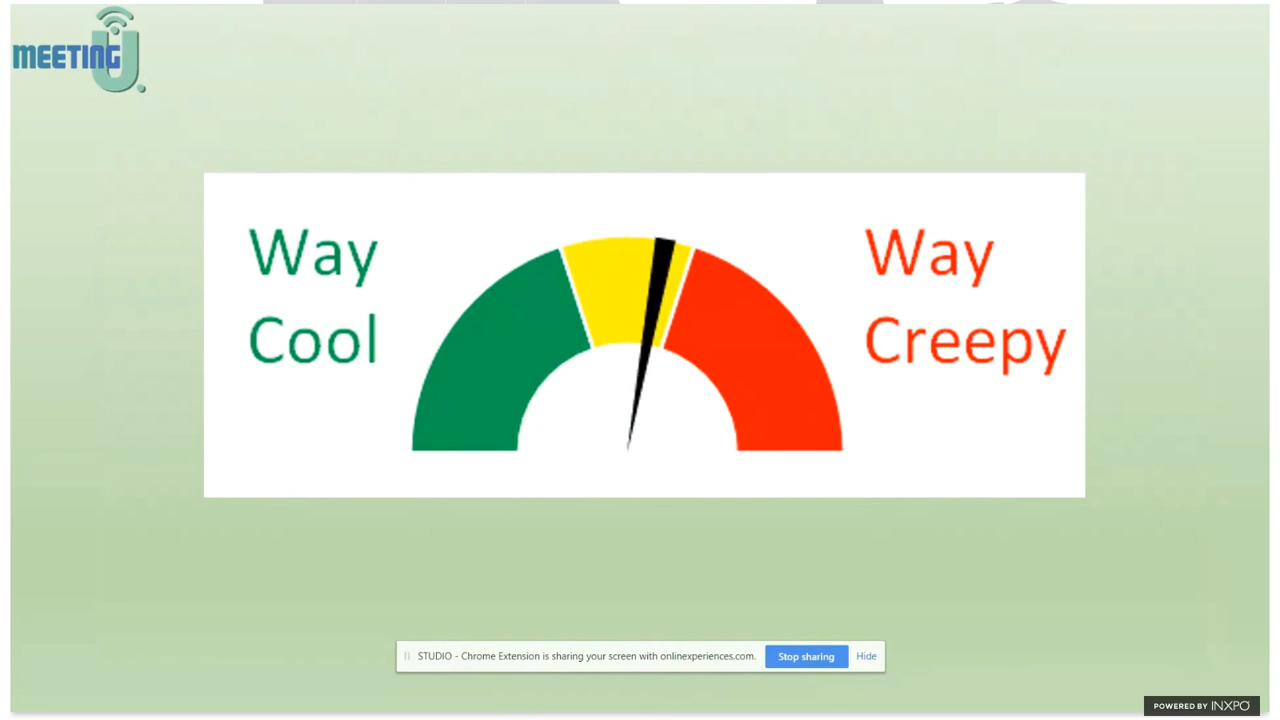 MEETING U
Way
Cool
Way
Creepy
STUDIO - Chrome Extension is sharing your screen with onlinexperiences.com.
Stop sharing
Hide
POWERED BY INXPO